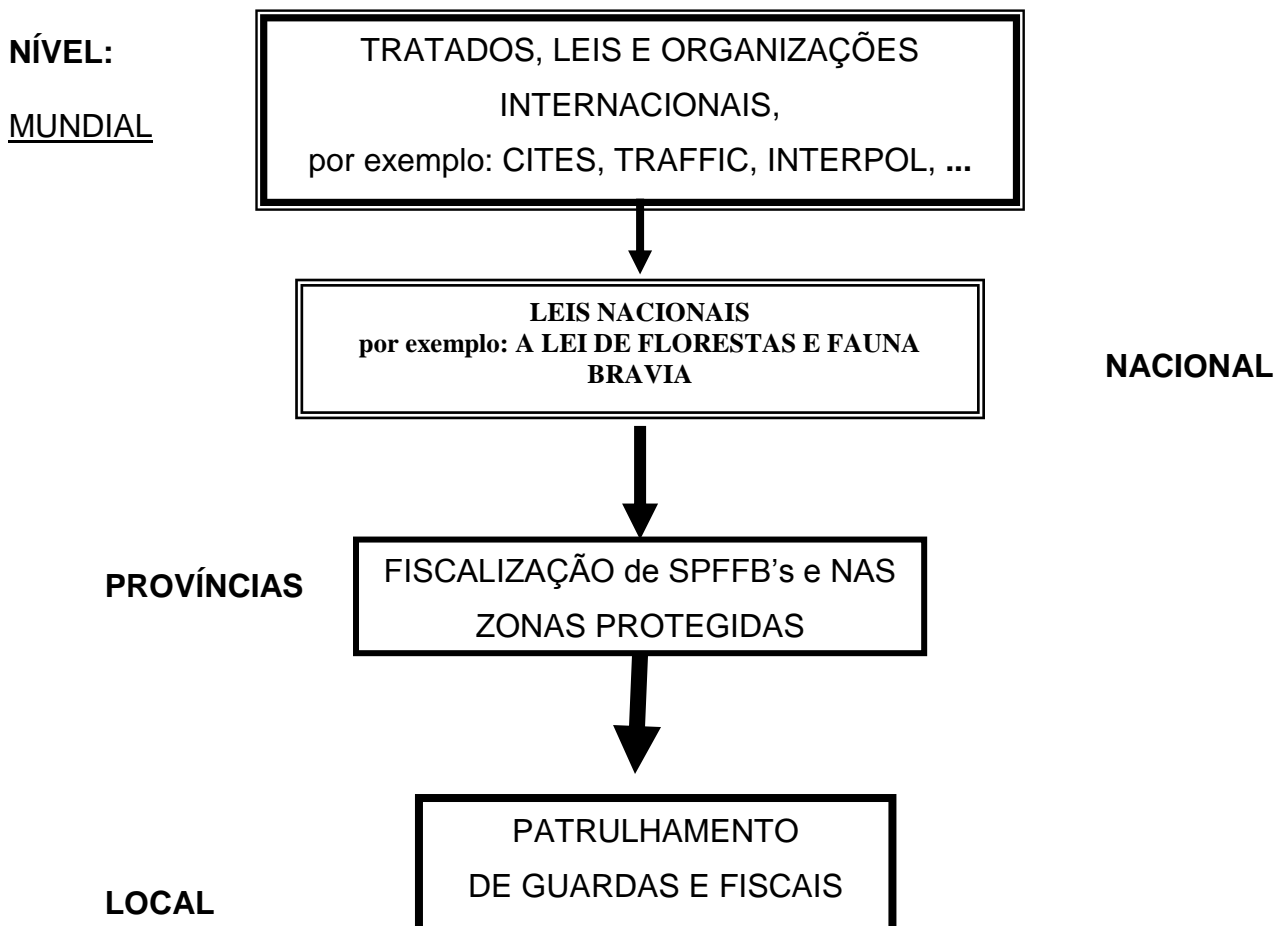 NÍVEL:
MUNDIAL
TRATADOS, LEIS E ORGANIZAÇÕES
INTERNACIONAIS,
por exemplo: CITES, TRAFFIC, INTERPOL, ...
LEIS NACIONAIS
por exemplo: A LEI DE FLORESTAS E FAUNA
BRAVIA
NACIONAL
PROVÍNCIAS
FISCALIZAÇÃO de SPFFB’s e NAS
ZONAS PROTEGIDAS
LOCAL
PATRULHAMENTO
DE GUARDAS E FISCAIS